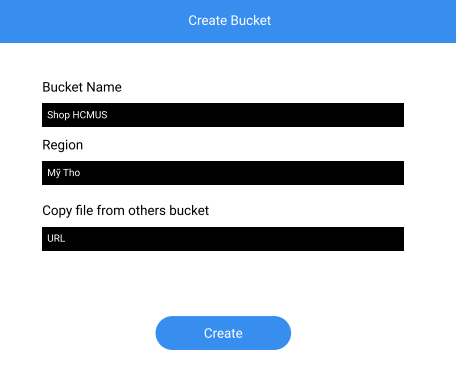 Create Bucket
Bucket Name
Shop HCMUS
Region
Mỹ Tho
Copy file from others bucket
URL
Create